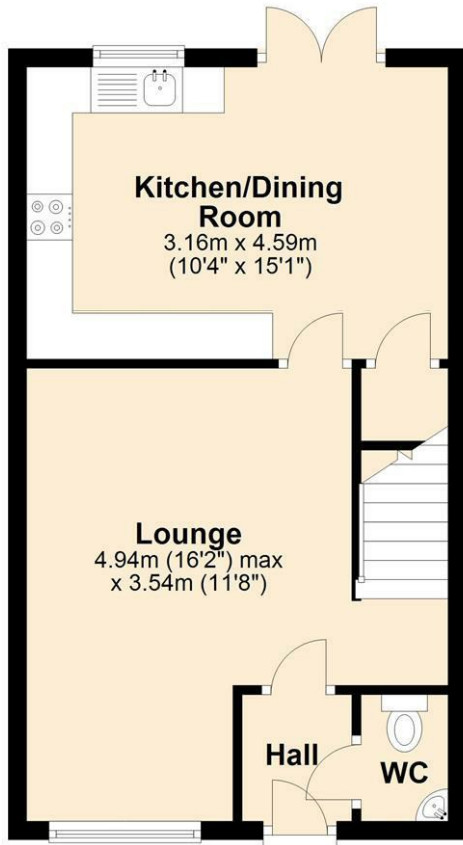 Kitchen/Dining
Room
3.16m x 4.59m
(10'4" x 15'1")
Lounge
4.94m (16'2") max
x 3.54m (11'8")
Hall
WC